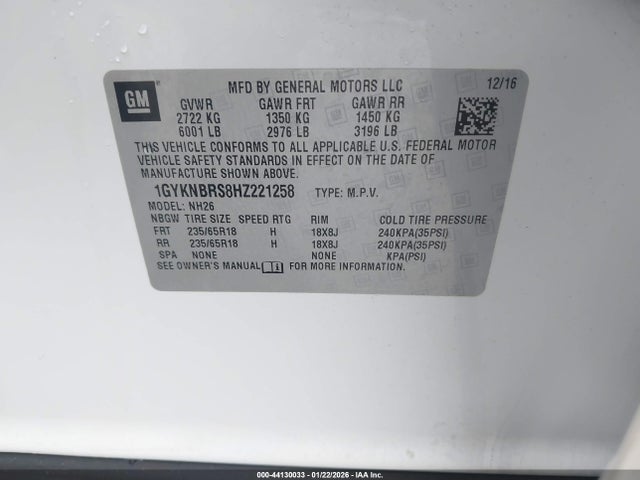 GM
MFD BY GENERAL MOTORS LLC 12/16
GVWR GAWR FRT GAWR RR
2722 KG 1350 KG 1450 KG
6001 LB 2976 LB 3196 LB
THIS VEHICLE CONFORMS TO ALL APPLICABLE U.S. FEDERAL MOTOR
VEHICLE SAFETY STANDARDS IN EFFECT ON THE DATE OF
MANUFACTURE SHOWN ABOVE.
1GYKNBRS8HZ221258 TYPE: M.P.V.
MODEL: NH26
NBGW TIRE SIZE SPEED RTG RIM COLD TIRE PRESSURE
FRT 235/65R18 H 18X8J 240KPA(35PSI)
RR 235/65R18 H 18X8J 240KPA(35PSI)
SPA NONE NONE KPA(PSI)
SEE OWNER'S MANUAL FOR MORE INFORMATION.
000-44130033 - 01/22/2026 - IAAI, Inc.